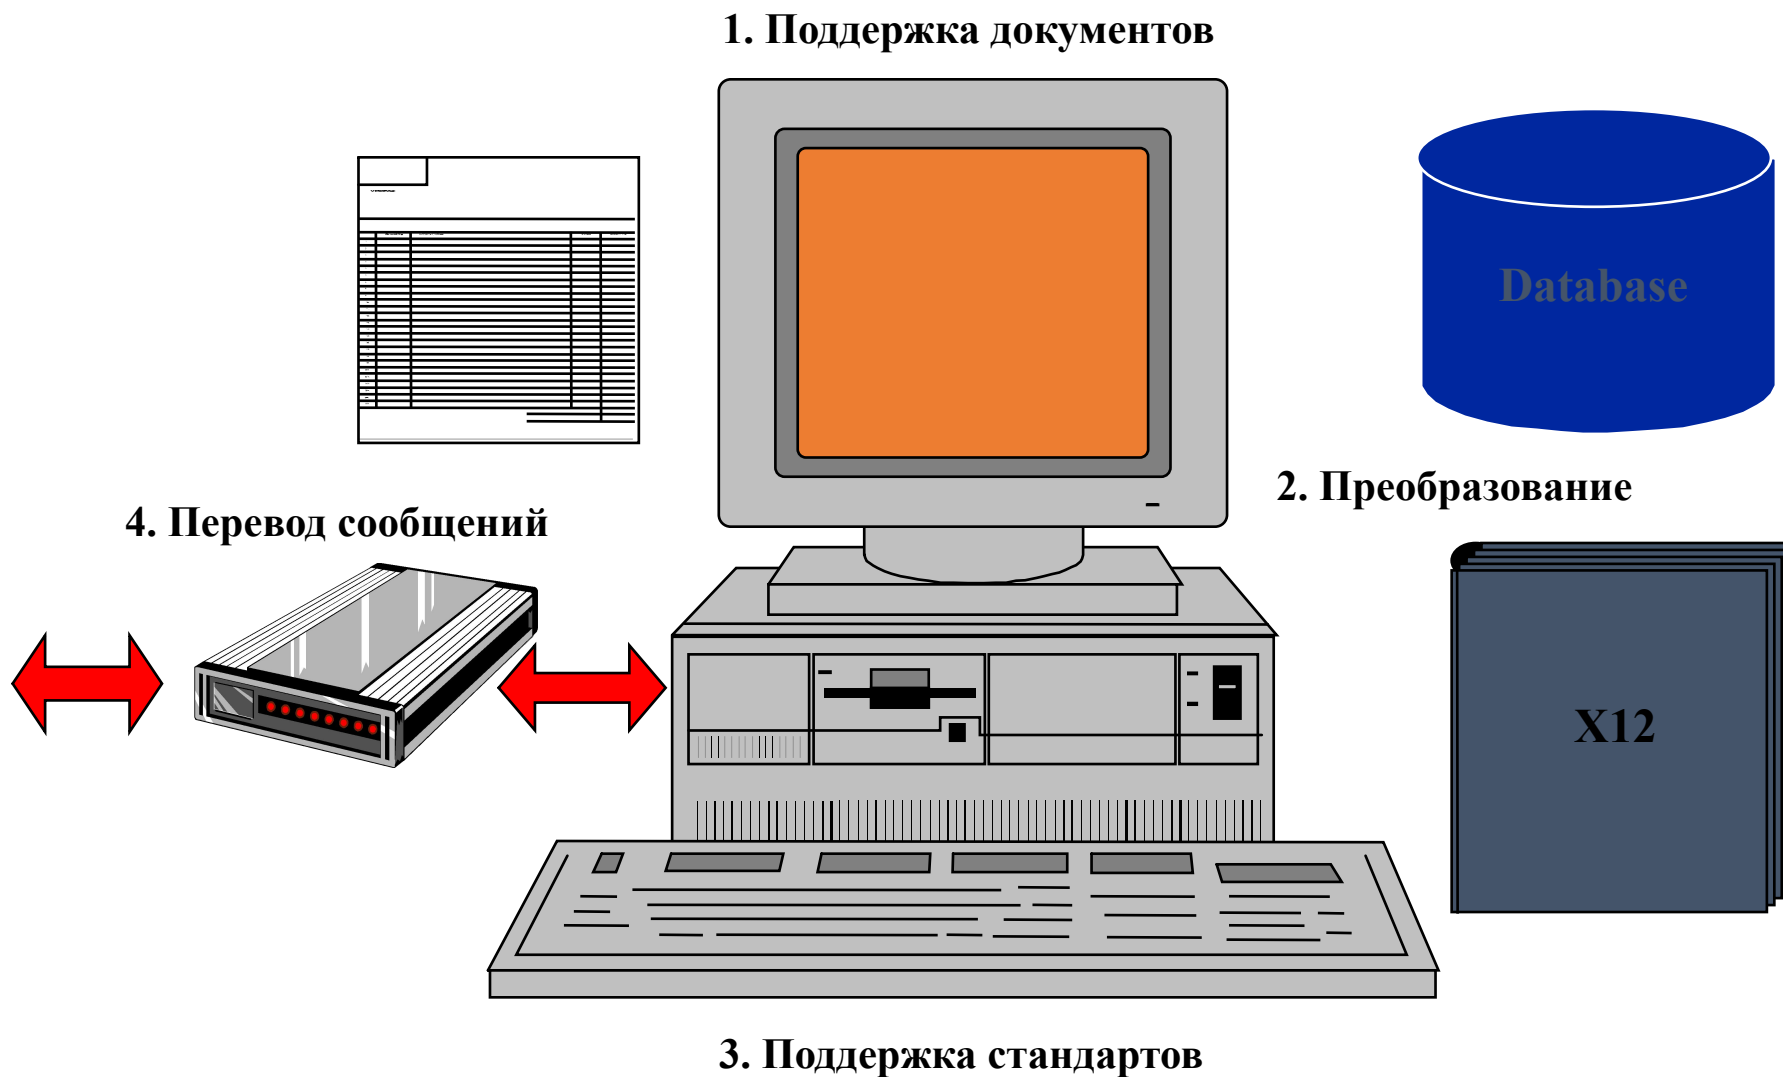 1. Поддержка документов
Database
2. Преобразование
4. Перевод сообщений
X12
3. Поддержка стандартов